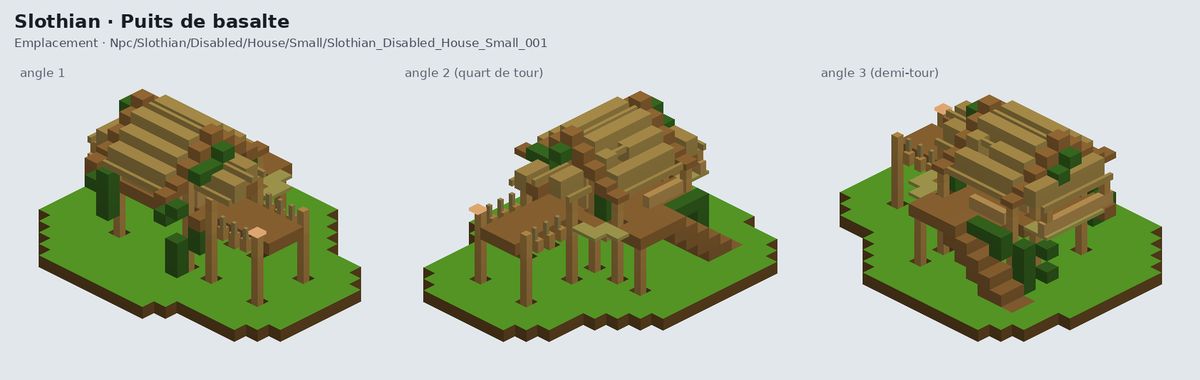 Slothian · Puits de basalte
Emplacement · Npc/Slothian/Disabled/House/Small/Slothian_Disabled_House_Small_001
angle 1
angle 2 (quart de tour)
angle 3 (demi-tour)